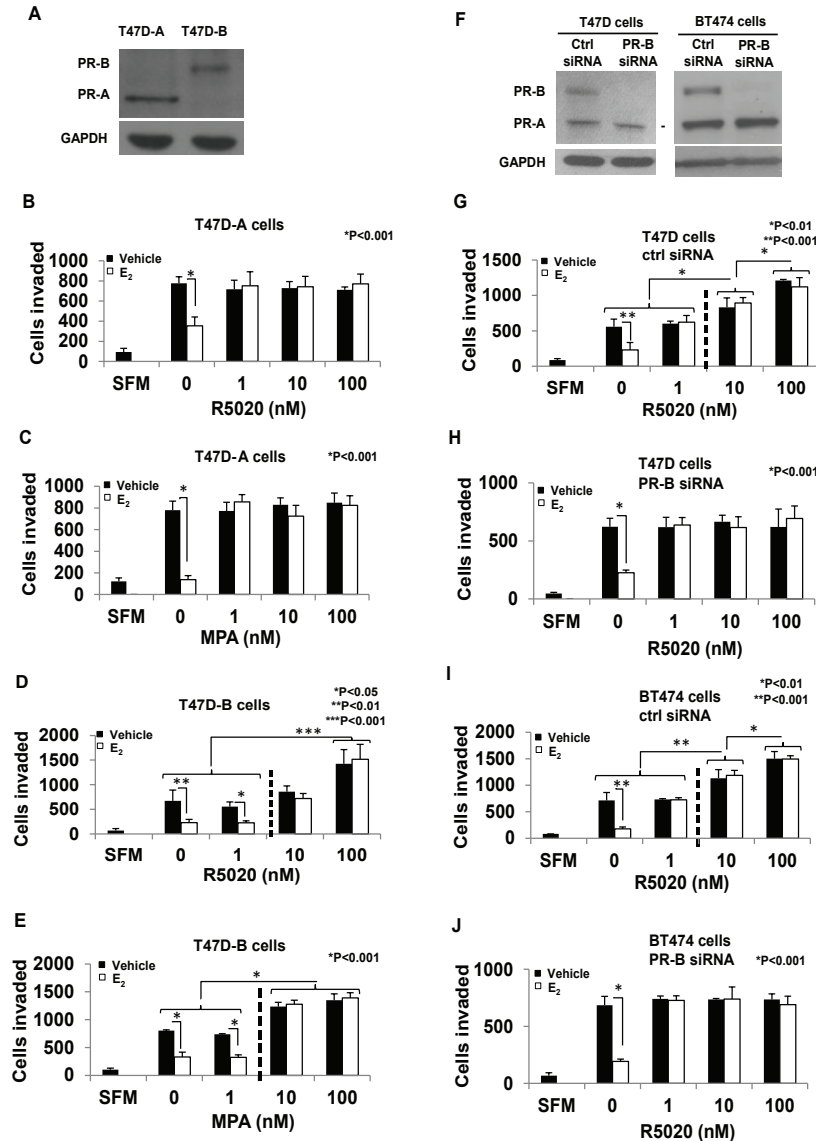 A
T47D-A T47D-B
PR-B
PR-A
GAPDH
B
T47D-A cells
*P<0.001
Vehicle
E2
*
Cells invaded
1000
800
600
400
200
0
SFM 0 1 10 100
R5020 (nM)
C
T47D-A cells
*P<0.001
Vehicle
E2
*
Cells invaded
1000
800
600
400
200
0
SFM 0 1 10 100
MPA (nM)
D
T47D-B cells
*P<0.05
**P<0.01
***P<0.001
Vehicle
E2
***
**
*
Cells invaded
2000
1500
1000
500
0
SFM 0 1 10 100
R5020 (nM)
E
T47D-B cells
*P<0.001
Vehicle
E2
*
*
*
Cells invaded
2000
1500
1000
500
0
SFM 0 1 10 100
MPA (nM)
F
T47D cells BT474 cells
Ctrl PR-B Ctrl PR-B
siRNA siRNA siRNA siRNA
PR-B
PR-A -
GAPDH
G
T47D cells
ctrl siRNA
*P<0.01
**P<0.001
Vehicle
E2
*
*
**
Cells invaded
1500
1000
500
0
SFM 0 1 10 100
R5020 (nM)
H
T47D cells
PR-B siRNA
*P<0.001
Vehicle
E2
*
Cells invaded
1000
500
0
SFM 0 1 10 100
R5020 (nM)
I
BT474 cells
ctrl siRNA
*P<0.01
**P<0.001
Vehicle
E2
**
*
**
Cells invaded
2000
1500
1000
500
0
SFM 0 1 10 100
R5020 (nM)
J
BT474 cells
PR-B siRNA
*P<0.001
Vehicle
E2
*
Cells invaded
1000
500
0
SFM 0 1 10 100
R5020 (nM)